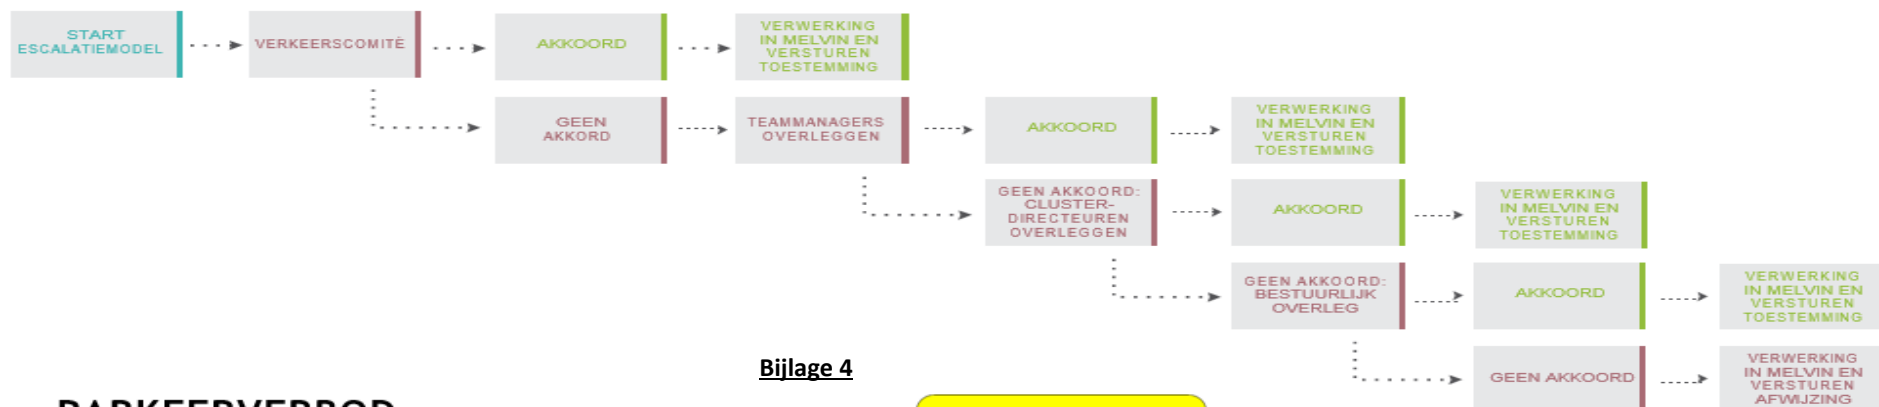 START
ESCALATIEMODEL
VERKEERSCOMITÉ
AKKOORD
VERWERKING
IN MELVIN EN
VERSTUREN
TOESTEMMING
GEEN
AKKORD
TEAMMANAGERS
OVERLEGGEN
AKKOORD
VERWERKING
IN MELVIN EN
VERSTUREN
TOESTEMMING
GEEN AKKOORD:
CLUSTER-
DIRECTEUREN
OVERLEGGEN
AKKOORD
VERWERKING
IN MELVIN EN
VERSTUREN
TOESTEMMING
GEEN AKKOORD:
BESTUURLIJK
OVERLEG
AKKOORD
VERWERKING
IN MELVIN EN
VERSTUREN
TOESTEMMING
GEEN AKKOORD
VERWERKING
IN MELVIN EN
VERSTUREN
AFWIJZING
Bijlage 4
PARKEERVERBOD